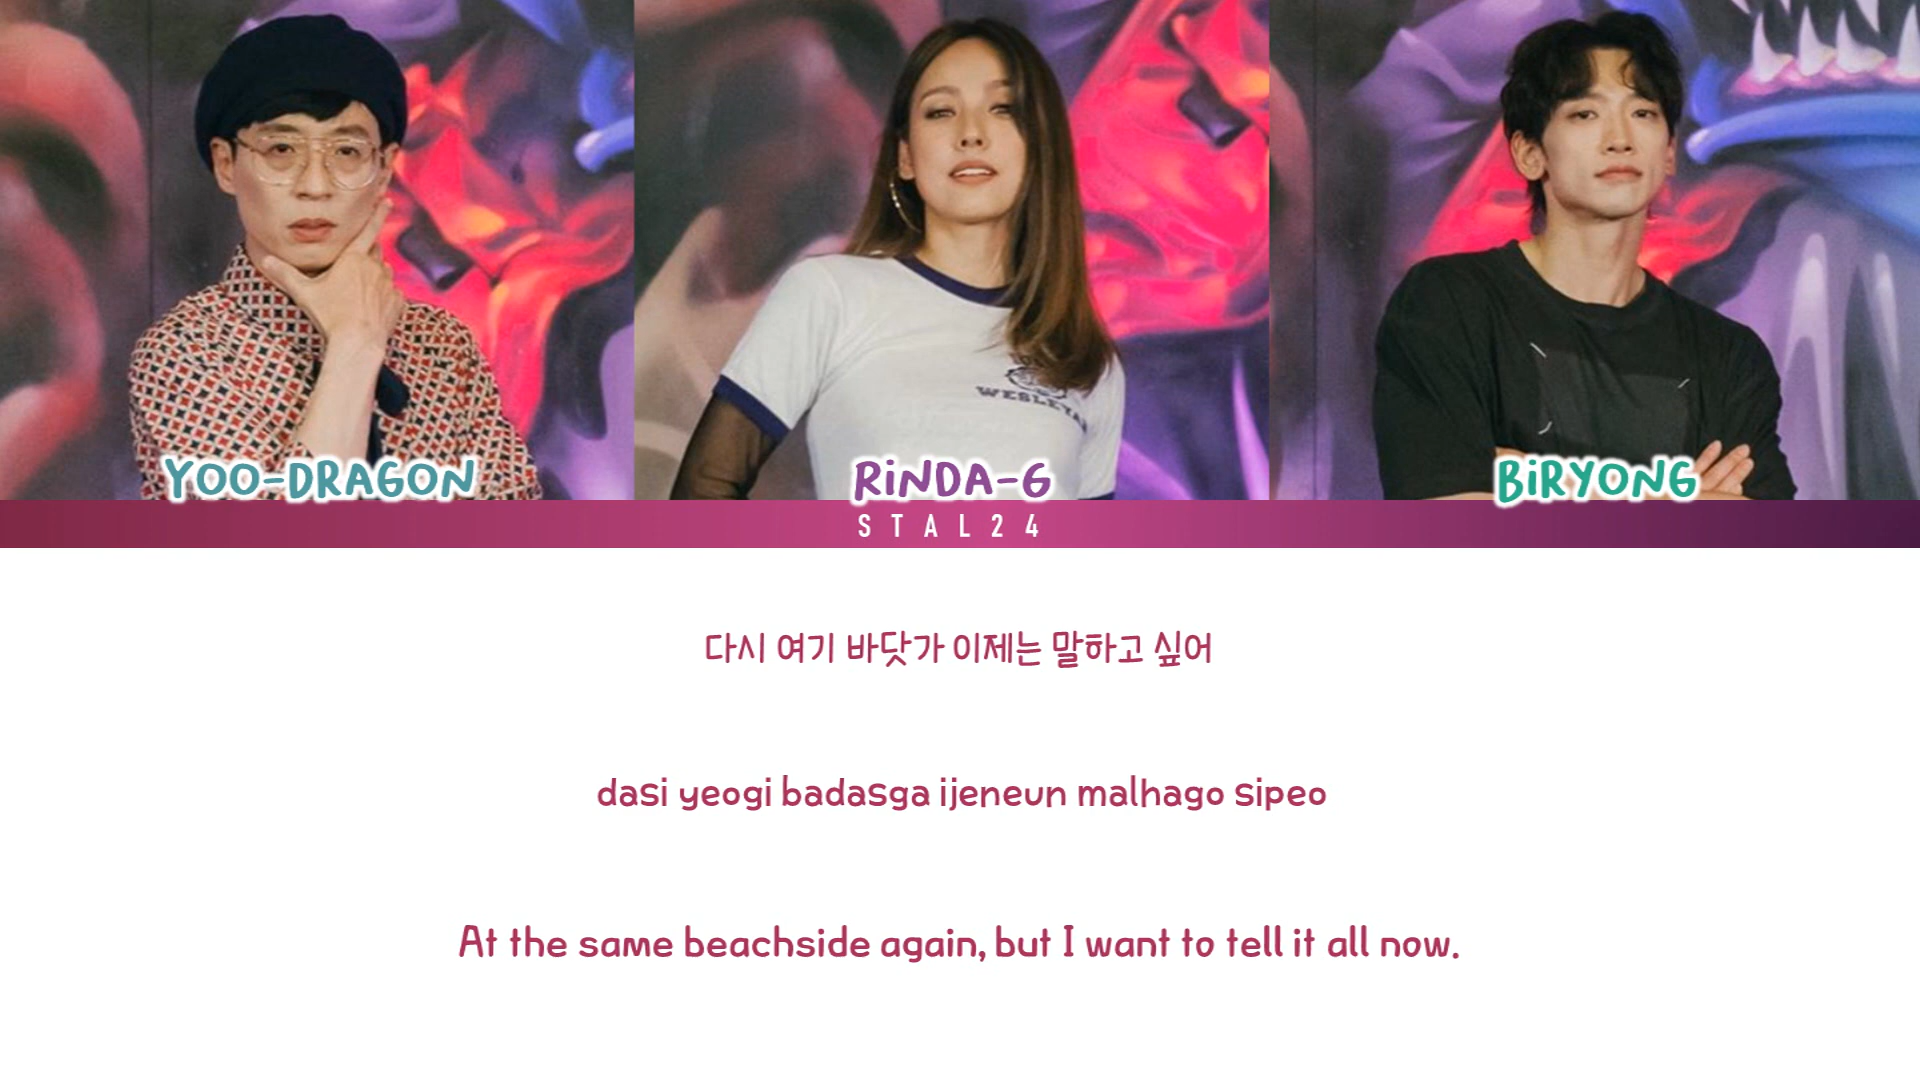 WESLEYA
YOO-DRAGON
RiNDA-G
BiRYONG
STAL24
다시 여기 바닷가 이제는 말하고 싶어
dasi yeogi badasga ijeneun malhago sipeo
At the same beachside again, but I want to tell it all now.